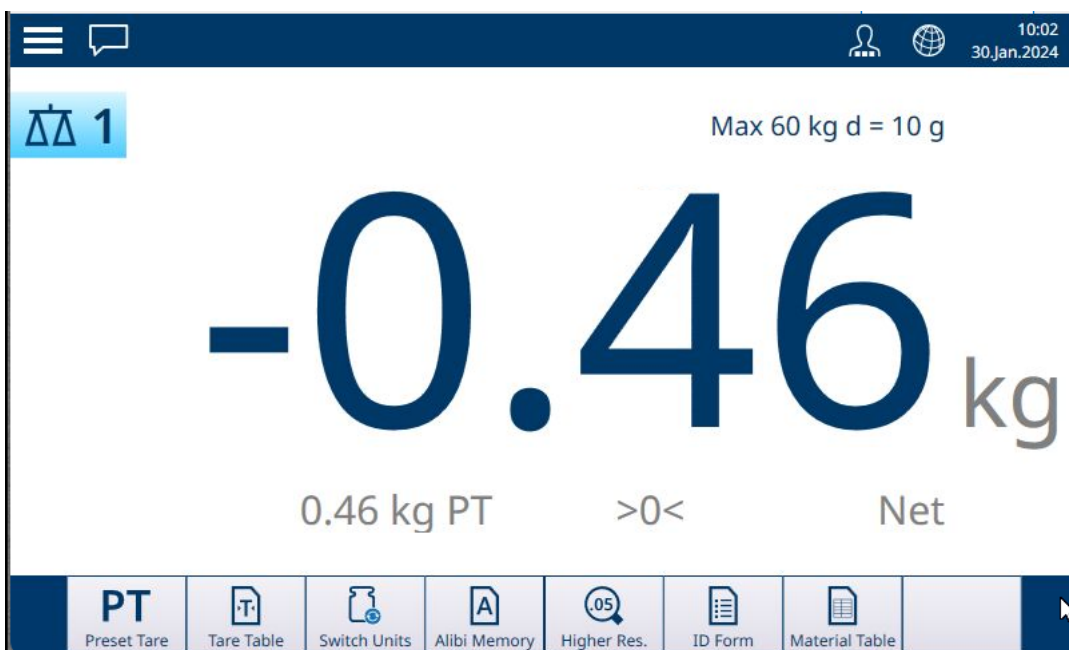 10:02
30.Jan.2024
1
Max 60 kg d = 10 g
-0.46 kg
0.46 kg PT >0< Net
PT
Preset Tare
T
Tare Table
Switch Units
A
Alibi Memory
.05
Higher Res.
ID Form
Material Table